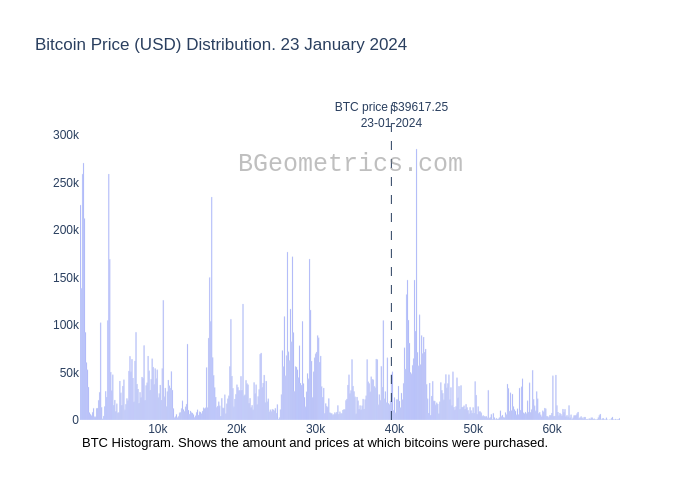 Bitcoin Price (USD) Distribution. 23 January 2024
BTC price $39617.25
23-01-2024
BGeometrics.com
300k
250k
200k
150k
100k
50k
0
10k 20k 30k 40k 50k 60k
BTC Histogram. Shows the amount and prices at which bitcoins were purchased.